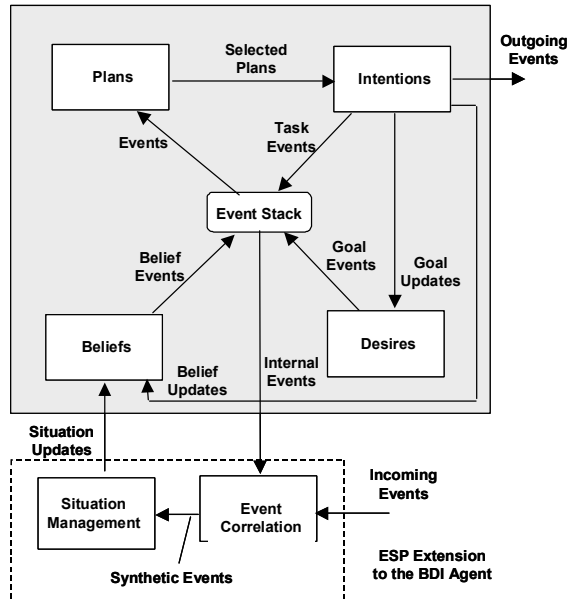 Selected
Plans
Outgoing
Events
Plans
Intentions
Events
Task
Events
Event Stack
Belief
Events
Goal
Events
Goal
Updates
Beliefs
Desires
Belief
Updates
Internal
Events
Situation
Updates
Situation
Management
Event
Correlation
Incoming
Events
Synthetic Events
ESP Extension
to the BDI Agent